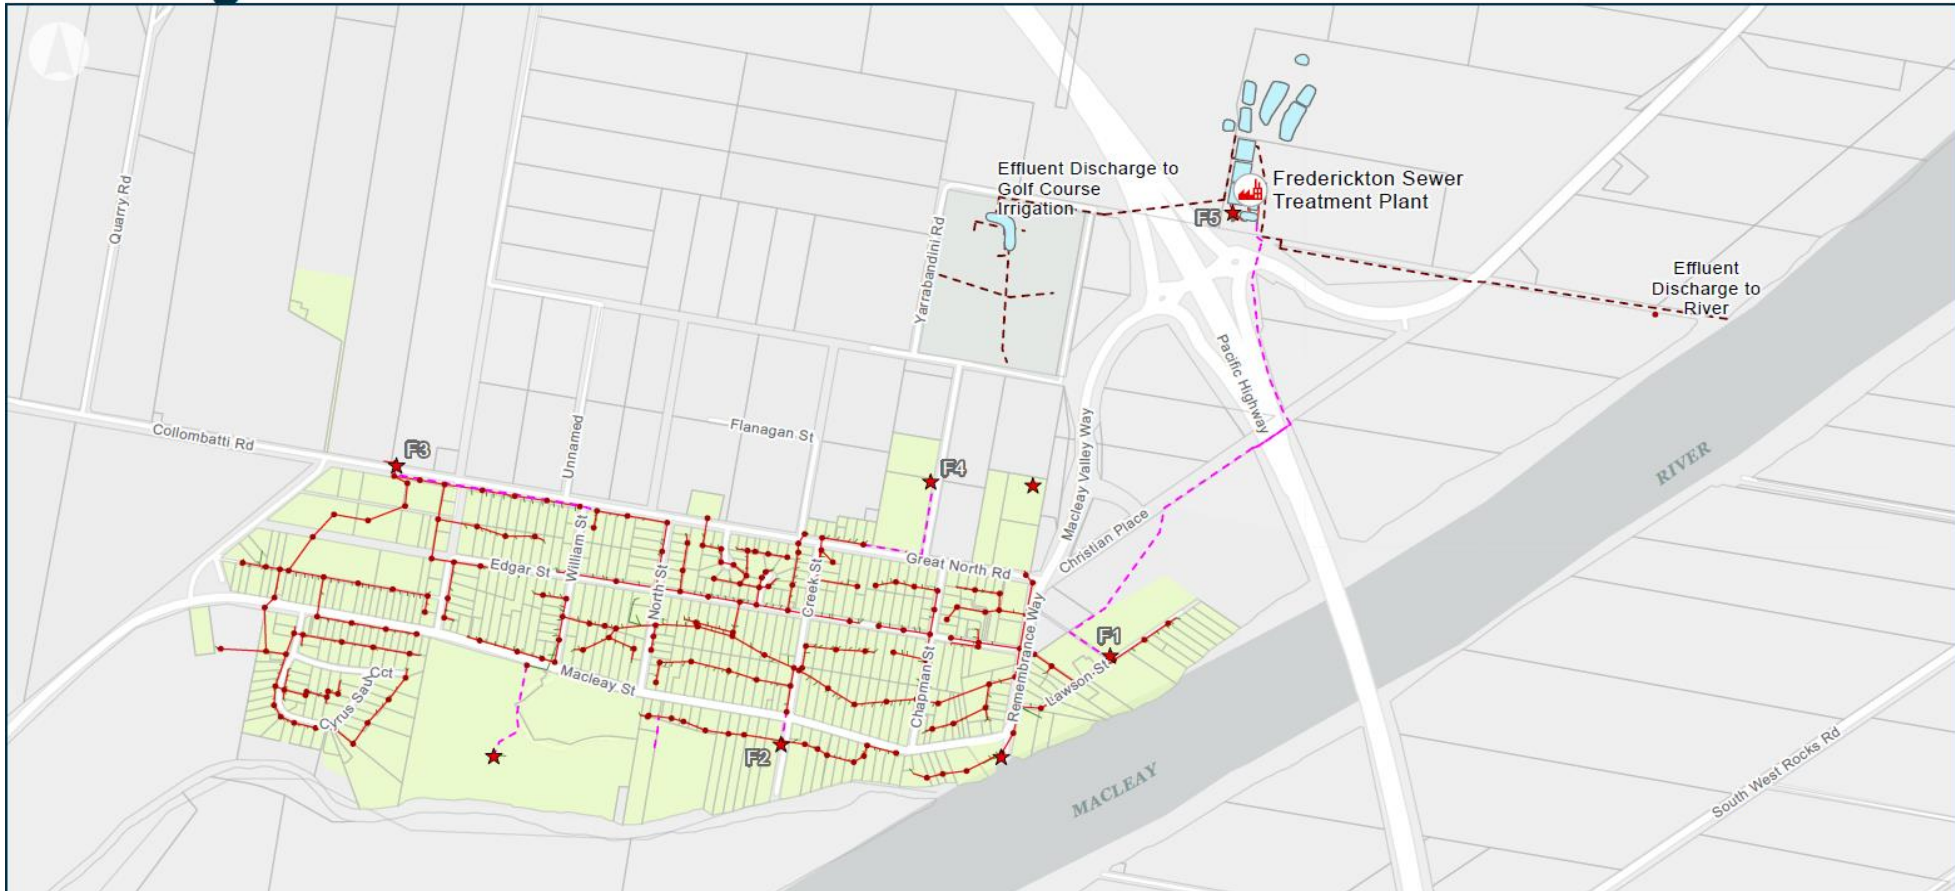 Effluent Discharge to
Golf Course
Irrigation
Frederickton Sewer
Treatment Plant
F5
Effluent
Discharge to
River
Quarry Rd
Yarrabandini Rd
Pacific Highway
Collombatti Rd
F3
Unnamed
Flanagan St
F4
Macleay Valley Way
Christian Place
RIVER
William St
Edgar St
North St
Creek St
Great North Rd
Remembrance Way
F1
Lawson St
Chapman St
Macleay St
Cyrus Saul Cct
F2
MACLEAY
South West Rocks Rd